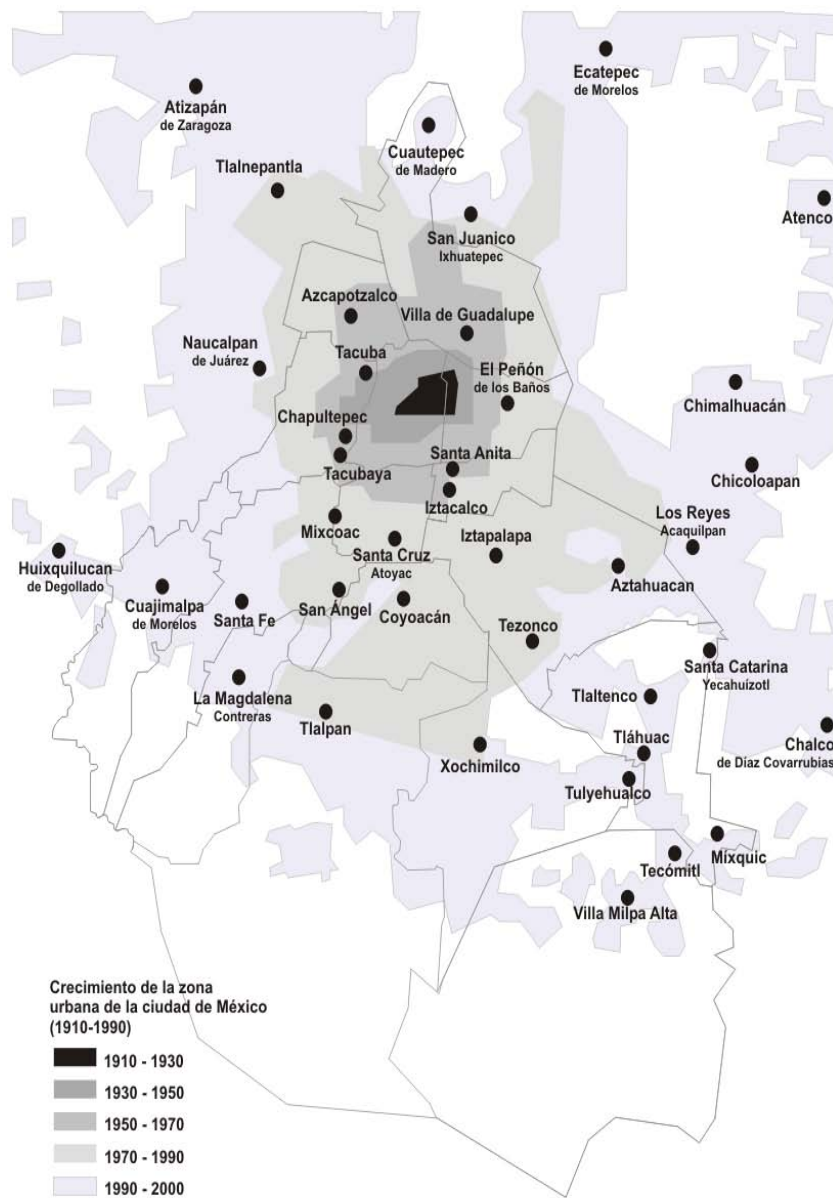 Ecatepec
de Morelos
Atizapán
de Zaragoza
Cuautepec
de Madero
Tlalnepantla
Atenco
San Juanico
Ixhuatepec
Azcapotzalco
Villa de Guadalupe
Naucalpan
de Juárez
Tacuba
El Peñón
de los Baños
Chimalhuacán
Chapultepec
Santa Anita
Tacubaya
Chicoloapan
Iztacalco
Los Reyes
Acaquilpan
Mixcoac
Iztapalapa
Santa Cruz
Atoyac
Huixquilucan
de Degollado
Aztahuacan
Cuajimalpa
de Morelos
Santa Fe
San Ángel
Coyoacán
Tezonco
Santa Catarina
Yecahuízotl
La Magdalena
Contreras
Tlaltenco
Tlalpan
Tláhuac
Chalco
de Díaz Covarrubias
Xochimilco
Tulyehualco
Mixquic
Tecómitl
Villa Milpa Alta
Crecimiento de la zona
urbana de la ciudad de México
(1910-1990)
1910 - 1930
1930 - 1950
1950 - 1970
1970 - 1990
1990 - 2000